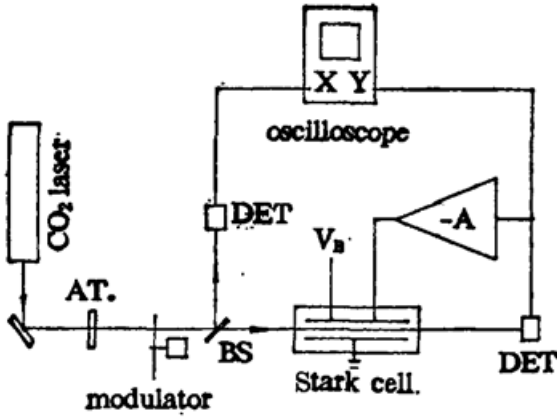 X Y
oscilloscope
CO₂ laser
DET
-A
V_B
AT.
BS
DET
modulator
Stark cell.